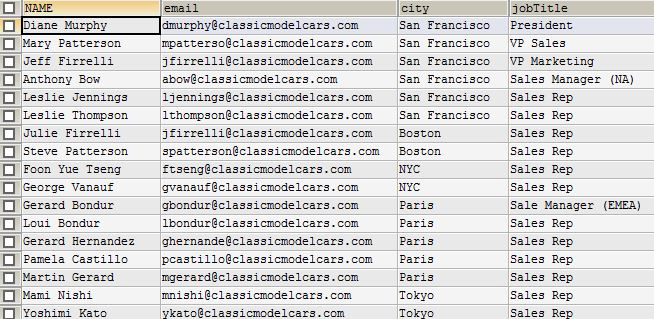 NAME email city jobTitle
Diane Murphy dmurphy@classicmodelcars.com San Francisco President
Mary Patterson mpatterso@classicmodelcars.com San Francisco VP Sales
Jeff Firrelli jfirrelli@classicmodelcars.com San Francisco VP Marketing
Anthony Bow abow@classicmodelcars.com San Francisco Sales Manager (NA)
Leslie Jennings ljennings@classicmodelcars.com San Francisco Sales Rep
Leslie Thompson lthompson@classicmodelcars.com San Francisco Sales Rep
Julie Firrelli jfirrelli@classicmodelcars.com Boston Sales Rep
Steve Patterson spatterson@classicmodelcars.com Boston Sales Rep
Foon Yue Tseng ftseng@classicmodelcars.com NYC Sales Rep
George Vanauf gvanauf@classicmodelcars.com NYC Sales Rep
Gerard Bondur gbondur@classicmodelcars.com Paris Sale Manager (EMEA)
Loui Bondur lbondur@classicmodelcars.com Paris Sales Rep
Gerard Hernandez ghernande@classicmodelcars.com Paris Sales Rep
Pamela Castillo pcastillo@classicmodelcars.com Paris Sales Rep
Martin Gerard mgerard@classicmodelcars.com Paris Sales Rep
Mami Nishi mnishi@classicmodelcars.com Tokyo Sales Rep
Yoshimi Kato ykato@classicmodelcars.com Tokyo Sales Rep